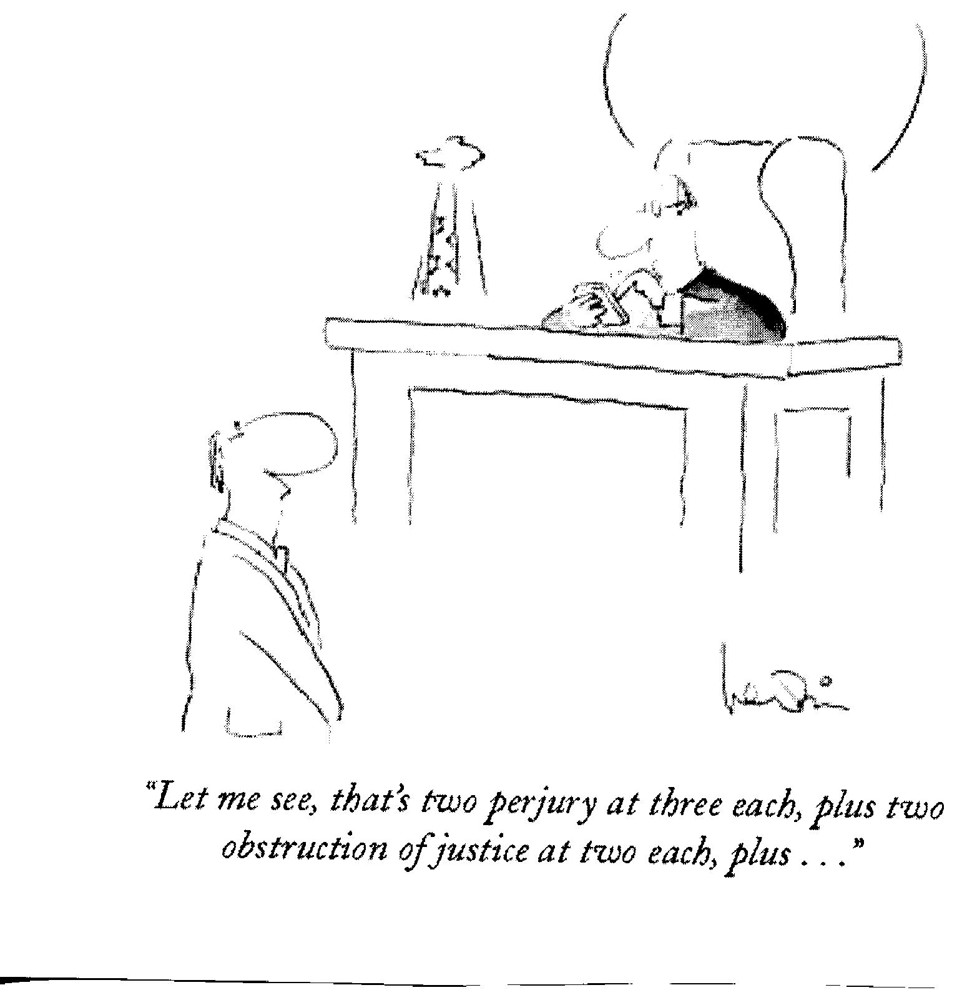 “Let me see, that’s two perjury at three each, plus two
obstruction of justice at two each, plus . . .”